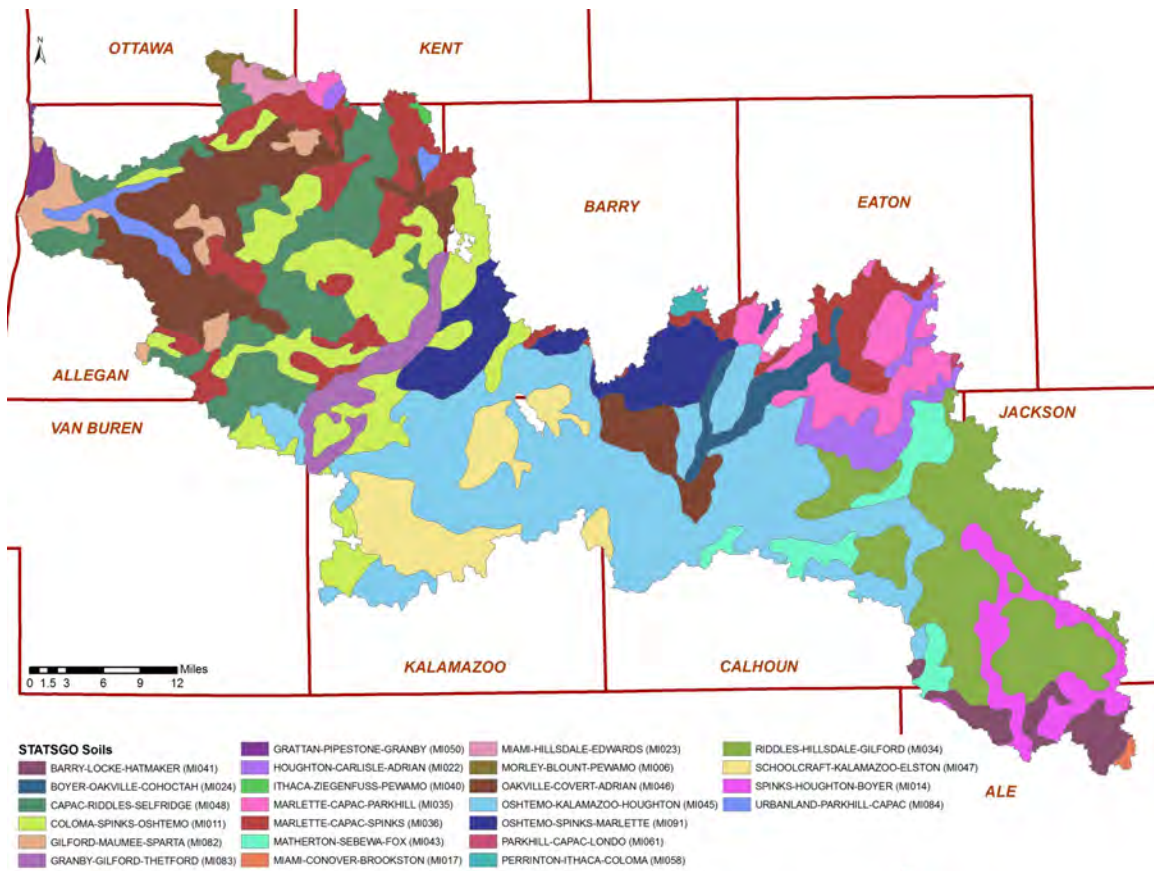 OTTAWA
KENT
BARRY
EATON
ALLEGAN
VAN BUREN
JACKSON
KALAMAZOO
CALHOUN
ALE
Miles
0 1.5 3 6 9 12
STATSGO Soils
BARRY-LOCKE-HATMAKER (MI041)
BOYER-OAKVILLE-COHOCTAH (MI024)
CAPAC-RIDDLES-SELFRIDGE (MI048)
COLOMA-SPINKS-OSHTEMO (MI011)
GILFORD-MAUMEE-SPARTA (MI082)
GRANBY-GILFORD-THETFORD (MI083)
GRATTAN-PIPESTONE-GRANBY (MI050)
HOUGHTON-CARLISLE-ADRIAN (MI022)
ITHACA-ZIEGENFUSS-PEWAMO (MI040)
MARLETTE-CAPAC-PARKHILL (MI035)
MARLETTE-CAPAC-SPINKS (MI036)
MATHERTON-SEBEWA-FOX (MI043)
MIAMI-CONOVER-BROOKSTON (MI017)
MIAMI-HILLSDALE-EDWARDS (MI023)
MORLEY-BLOUNT-PEWAMO (MI006)
OAKVILLE-COVERT-ADRIAN (MI046)
OSHTEMO-KALAMAZOO-HOUGHTON (MI045)
OSHTEMO-SPINKS-MARLETTE (MI091)
PARKHILL-CAPAC-LONDO (MI061)
PERRINTON-ITHACA-COLOMA (MI058)
RIDDLES-HILLSDALE-GILFORD (MI034)
SCHOOLCRAFT-KALAMAZOO-ELSTON (MI047)
SPINKS-HOUGHTON-BOYER (MI014)
URBANLAND-PARKHILL-CAPAC (MI084)